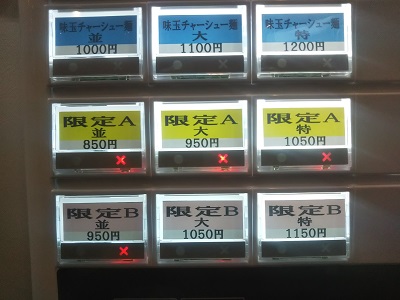 味玉チャーシュー麺 味玉チャーシュー麺 味玉チャーシュー麺
並 大 特
1000円 1100円 1200円
限定A 限定A 限定A
並 大 特
850円 950円 1050円
限定B 限定B 限定B
並 大 特
950円 1050円 1150円